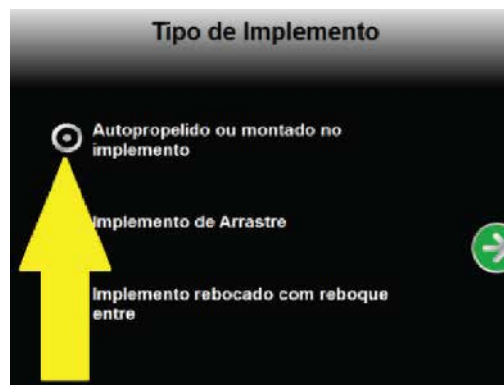 Tipo de Implemento
Autopropelido ou montado no
implemento
Implemento de Arrastre
Implemento rebocado com reboque
entre